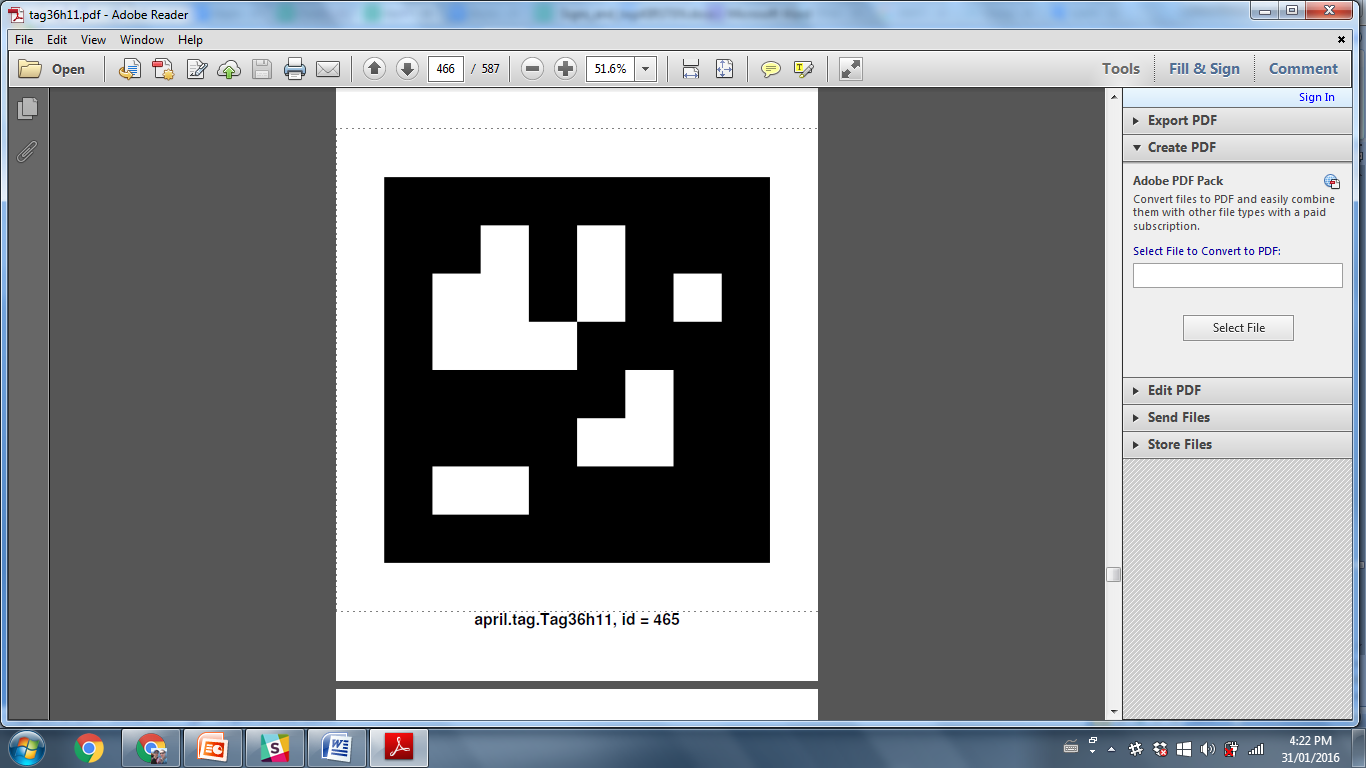 tag36h11.pdf - Adobe Reader
File Edit View Window Help
Open 466 / 587 51.6% Tools Fill & Sign Comment
Sign In
Export PDF
Create PDF
Adobe PDF Pack
Convert files to PDF and easily combine
them with other file types with a paid
subscription.
Select File to Convert to PDF:
Select File
Edit PDF
Send Files
Store Files
april.tag.Tag36h11, id = 465
4:22 PM
31/01/2016